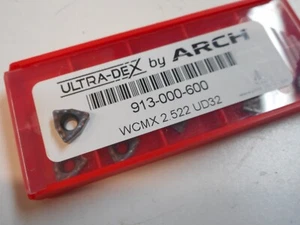 ULTRA-DEX by ARCH
913-000-600
WCMX 2 522 UD32